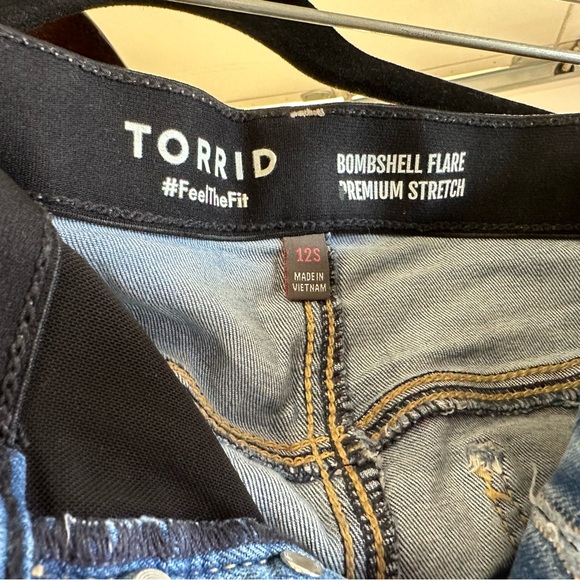 TORRID
#FeelTheFit
BOMBSHELL FLARE
PREMIUM STRETCH
12S
MADE IN
VIETNAM